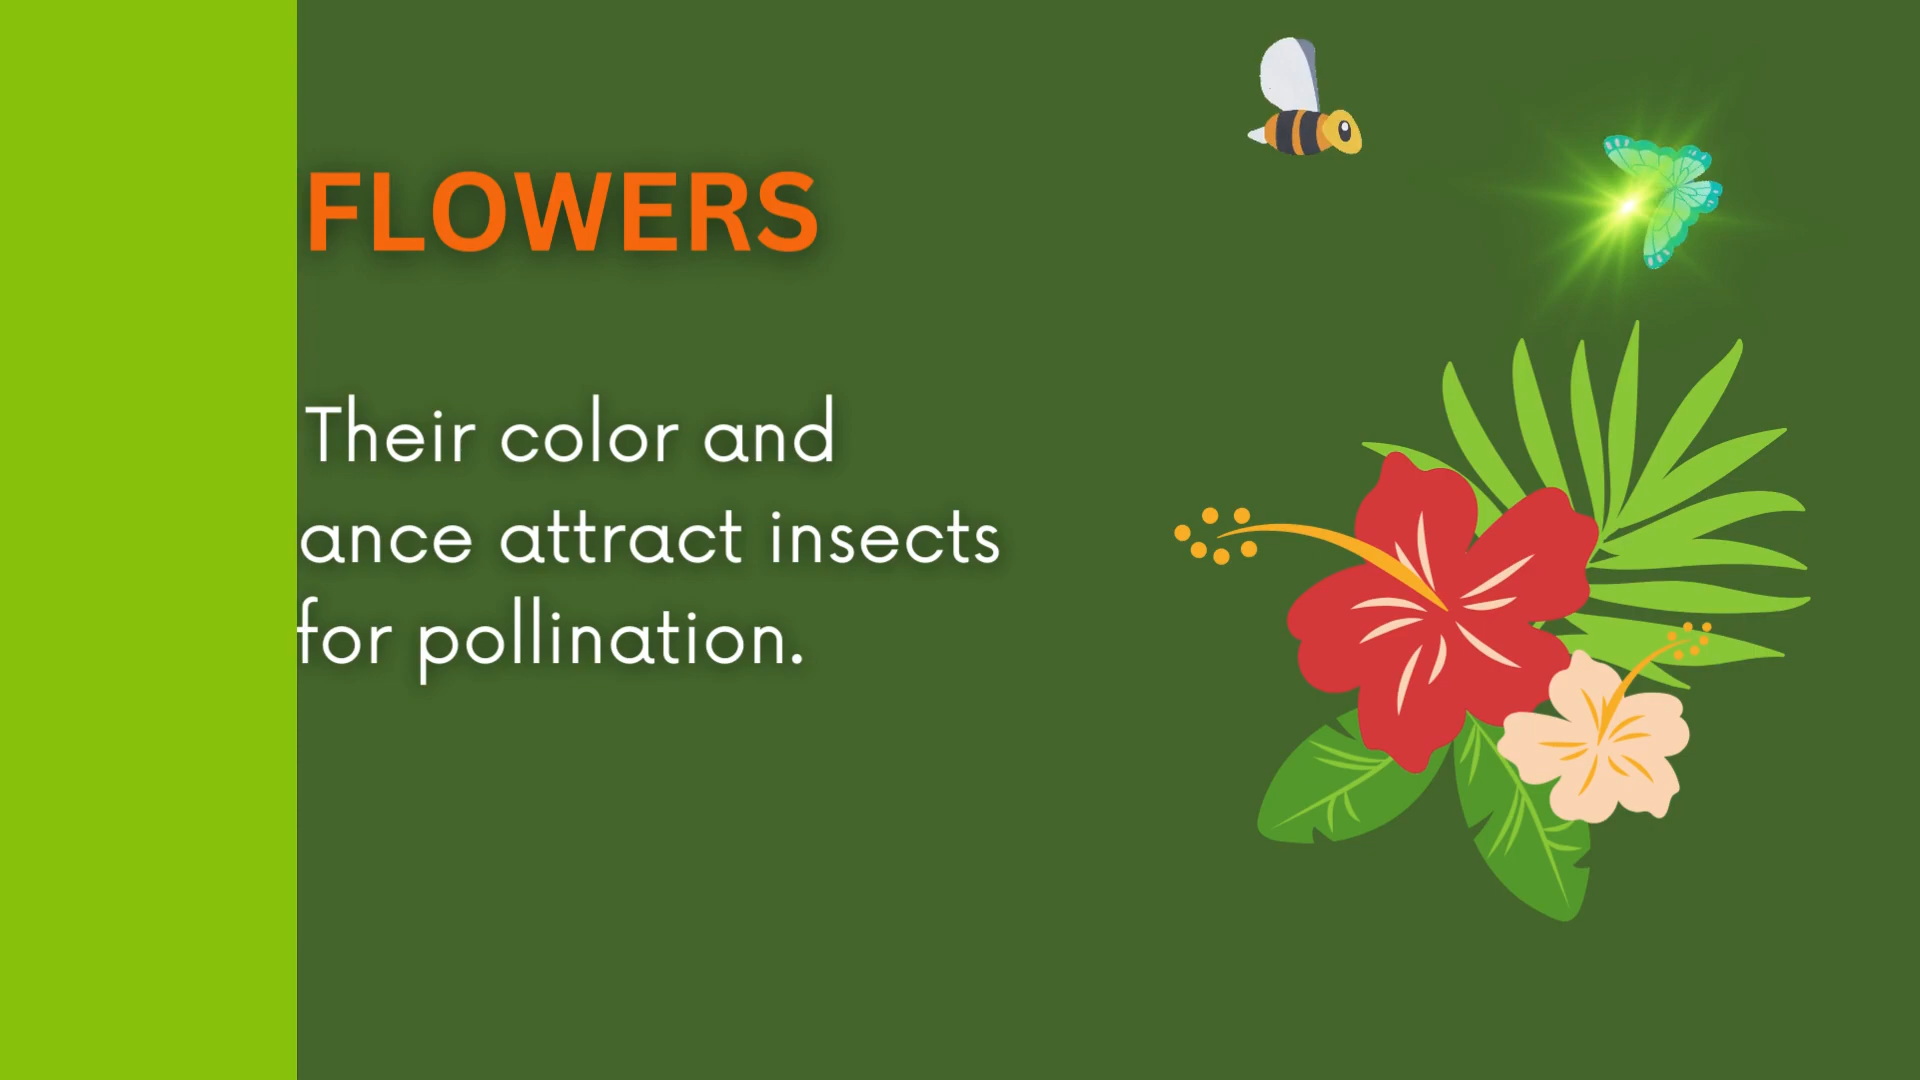 FLOWERS
Their color and
ance attract insects
for pollination.